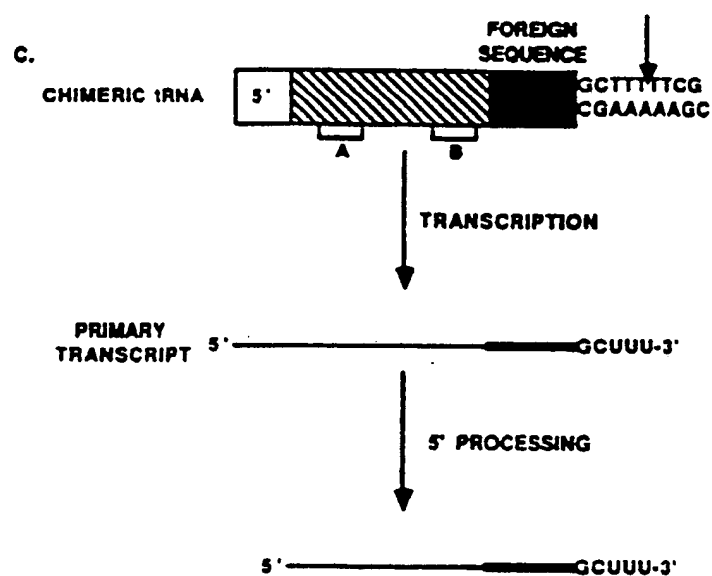 C.
FOREIGN
SEQUENCE
CHIMERIC tRNA
5'
GCTTTTTCG
CGAAAAAGC
A
B
TRANSCRIPTION
PRIMARY
TRANSCRIPT
5'
GCUUU-3'
5' PROCESSING
5'
GCUUU-3'